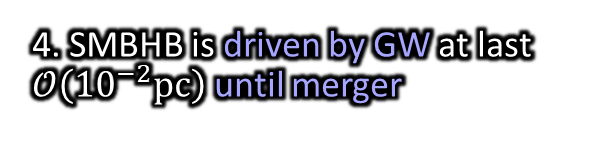 4. SMBHB is driven by GW at last
𝒪(10⁻²pc) until merger